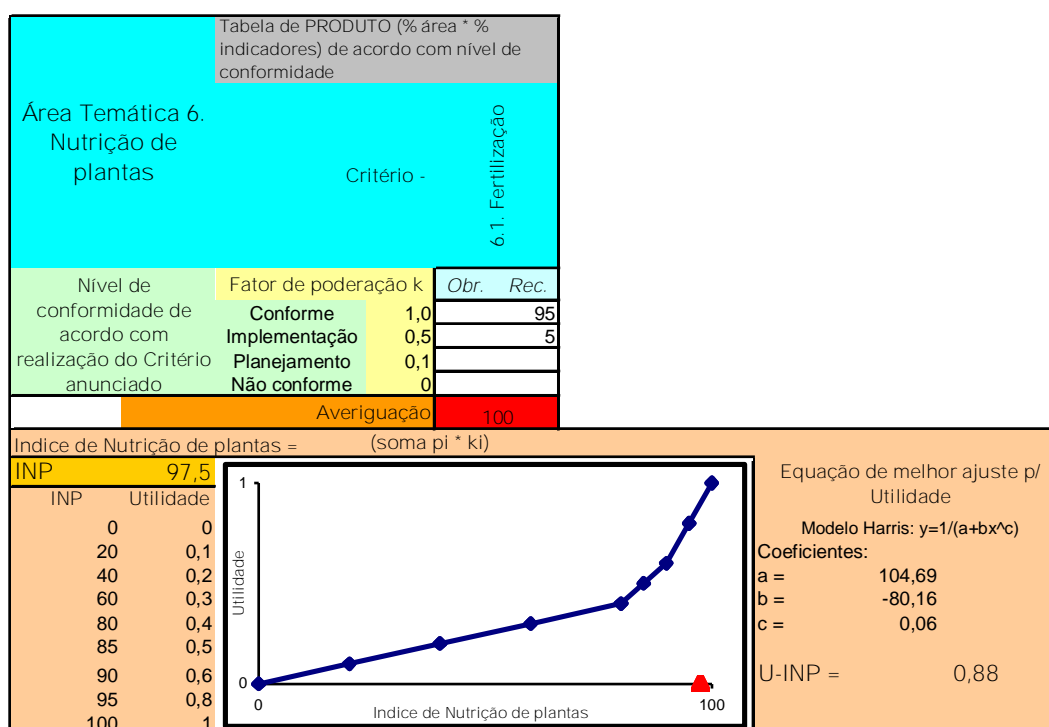 Tabela de PRODUTO (% área * %
indicadores) de acordo com nível de
conformidade
Área Temática 6.
Nutrição de
plantas
Critério -
6.1. Fertilização
Nível de
conformidade de
acordo com
realização do Critério
anunciado
Fator de poderação k
Obr. Rec.
Conforme 1,0 95
Implementação 0,5 5
Planejamento 0,1
Não conforme 0
Averiguação 100
Indice de Nutrição de plantas = (soma pi * ki)
INP 97,5
INP Utilidade
0 0
20 0,1
40 0,2
60 0,3
80 0,4
85 0,5
90 0,6
95 0,8
100 1
1
Utilidade
0
0 100
Indice de Nutrição de plantas
Equação de melhor ajuste p/
Utilidade
Modelo Harris: y=1/(a+bx^c)
Coeficientes:
a = 104,69
b = -80,16
c = 0,06
U-INP = 0,88